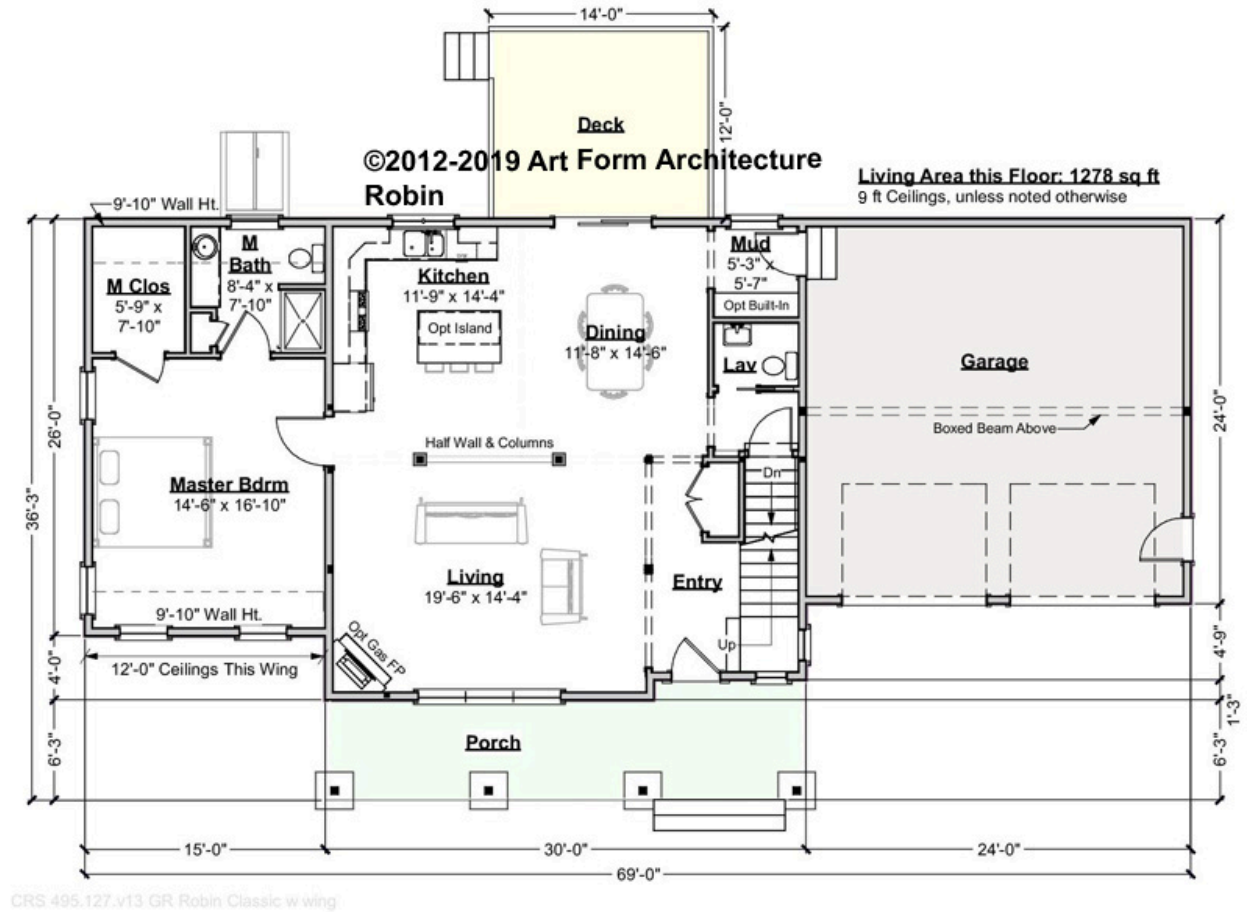 14'-0"
Deck
12'-0"
©2012-2019 Art Form Architecture
Robin
Living Area this Floor: 1278 sq ft
9 ft Ceilings, unless noted otherwise
9'-10" Wall Ht.
M Clos
5'-9" x
7'-10"
M
Bath
8'-4" x
7'-10"
Kitchen
11'-9" x 14'-4"
Opt Island
Dining
11'-8" x 14'-6"
Mud
5'-3" x
5'-7"
Opt Built-In
Lav
Garage
Boxed Beam Above
24'-0"
26'-0"
36'-3"
Half Wall & Columns
Master Bdrm
14'-6" x 16'-10"
Dn
Living
19'-6" x 14'-4"
Entry
Up
9'-10" Wall Ht.
12'-0" Ceilings This Wing
Opt Gas FP
4'-0"
4'-9"
1'-3"
6'-3"
6'-3"
Porch
15'-0"
30'-0"
24'-0"
69'-0"
CRS 495.127.v13 GR Robin Classic w wing